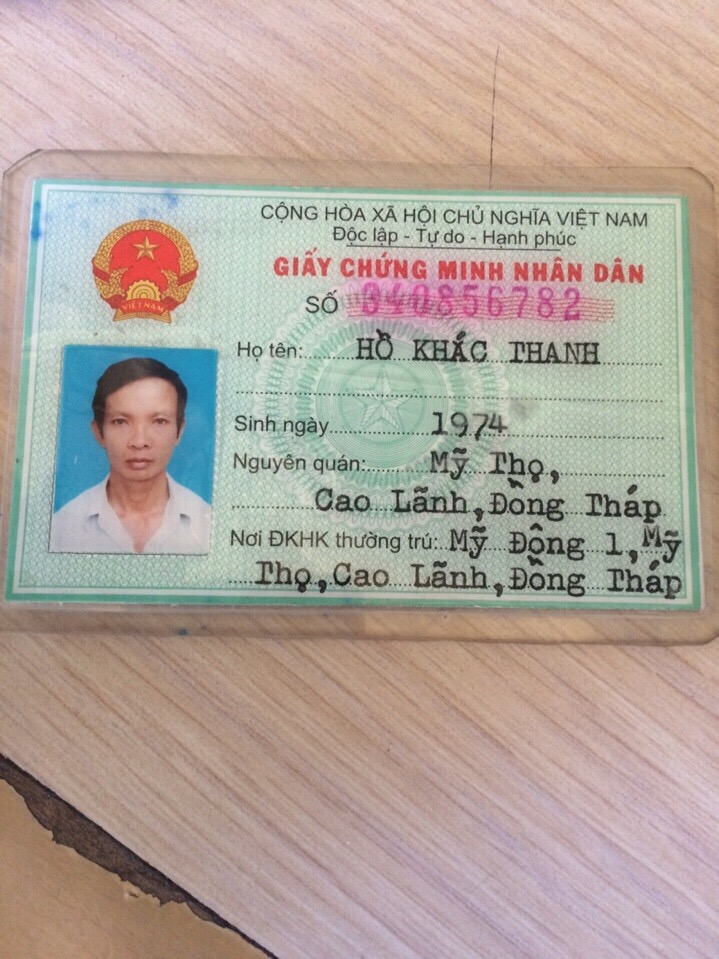 CỘNG HÒA XÃ HỘI CHỦ NGHĨA VIỆT NAM
Độc lập - Tự do - Hạnh phúc
GIẤY CHỨNG MINH NHÂN DÂN
SỐ 340856782
Họ tên: HỒ KHẮC THANH
Sinh ngày 1974
Nguyên quán: Mỹ Thọ,
Cao Lãnh, Đồng Tháp
Nơi ĐKHK thường trú: Mỹ Đông 1, Mỹ
Thọ, Cao Lãnh, Đồng Tháp
VIỆT NAM